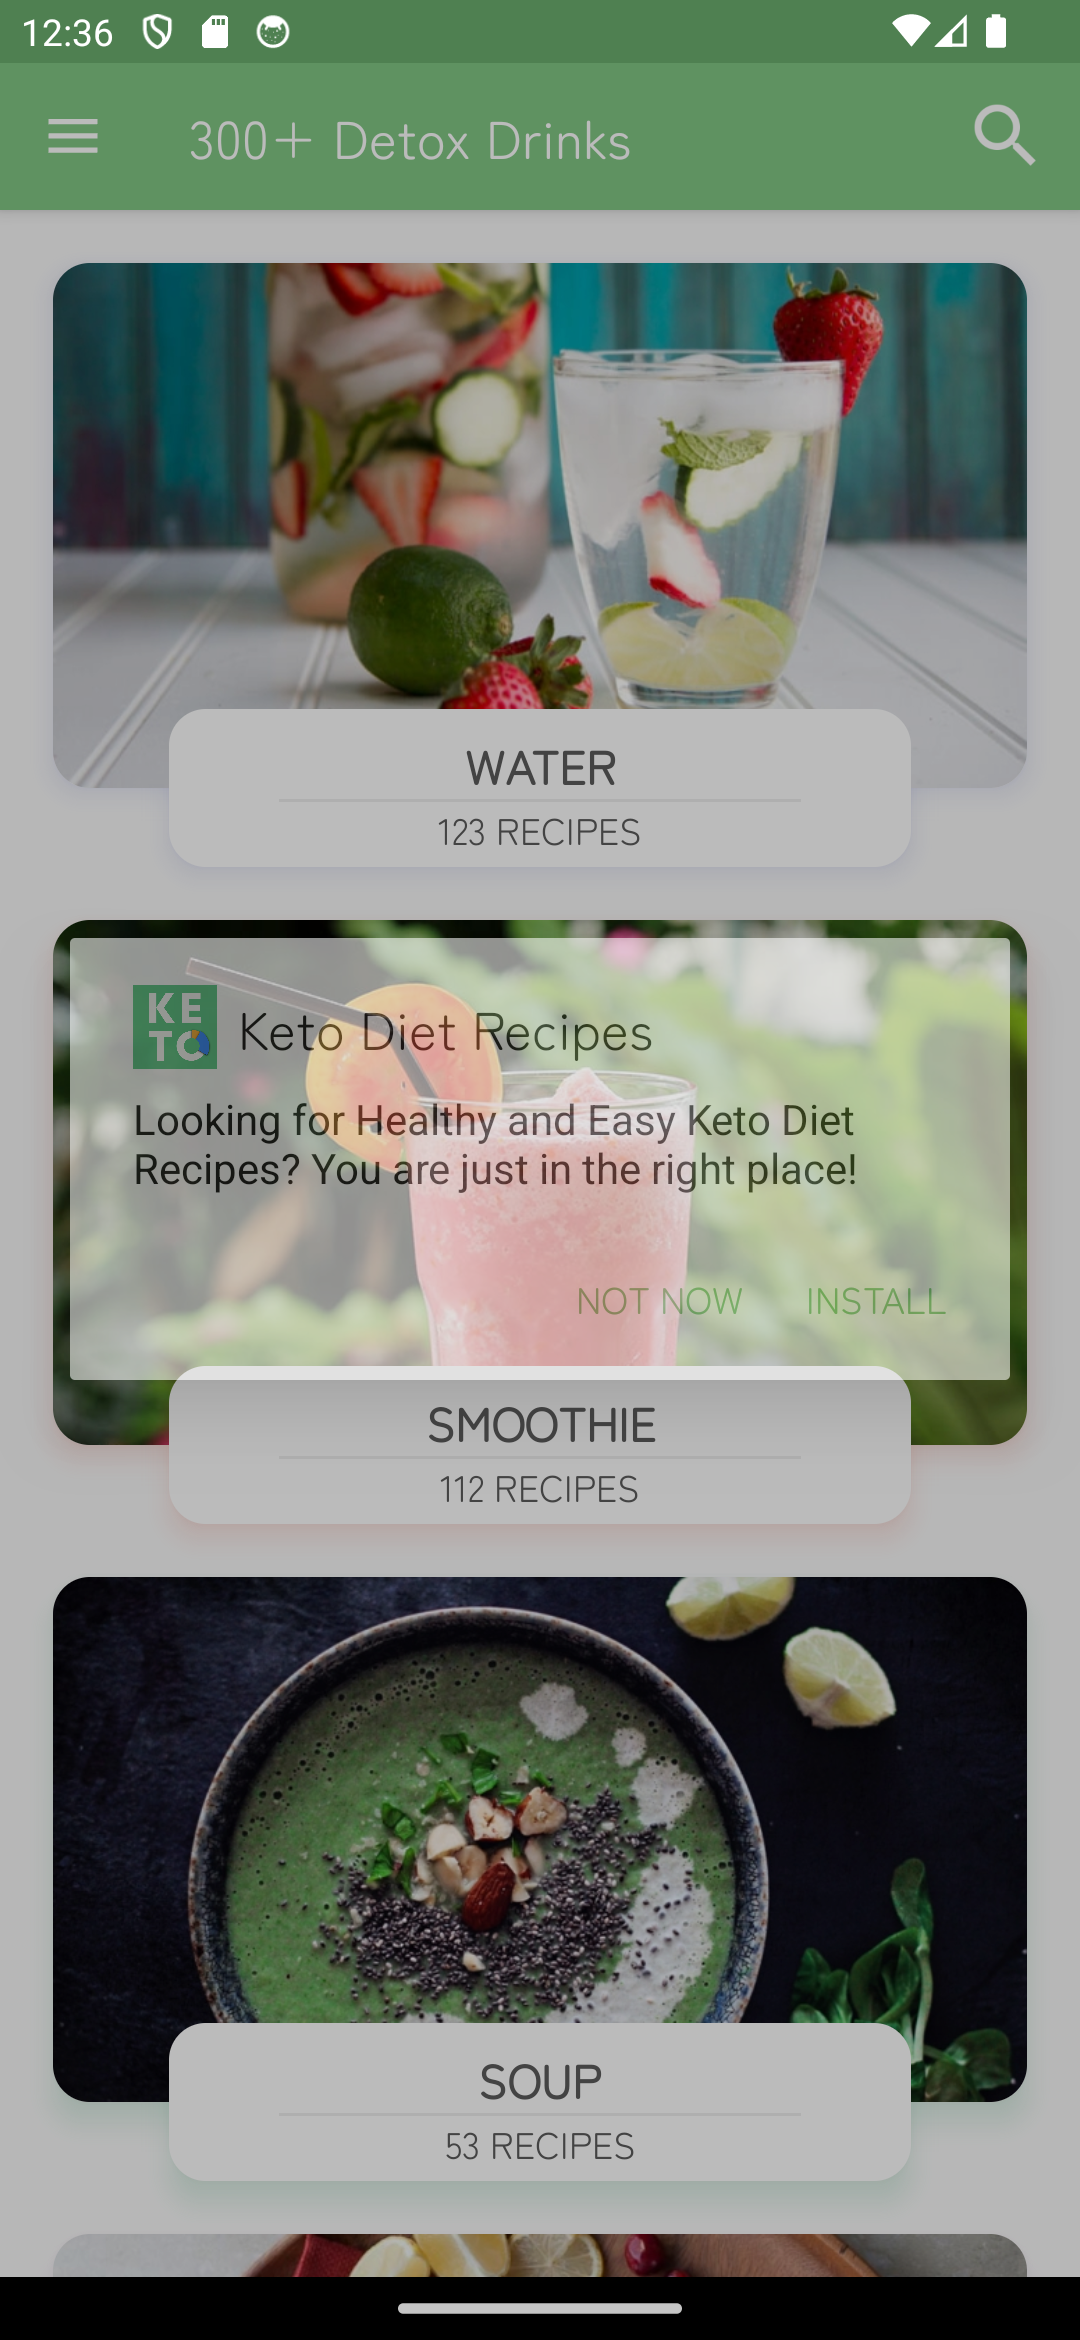 12:36
300+ Detox Drinks
WATER
123 RECIPES
KE
TO
Keto Diet Recipes
Looking for Healthy and Easy Keto Diet
Recipes? You are just in the right place!
NOT NOW INSTALL
SMOOTHIE
112 RECIPES
SOUP
53 RECIPES